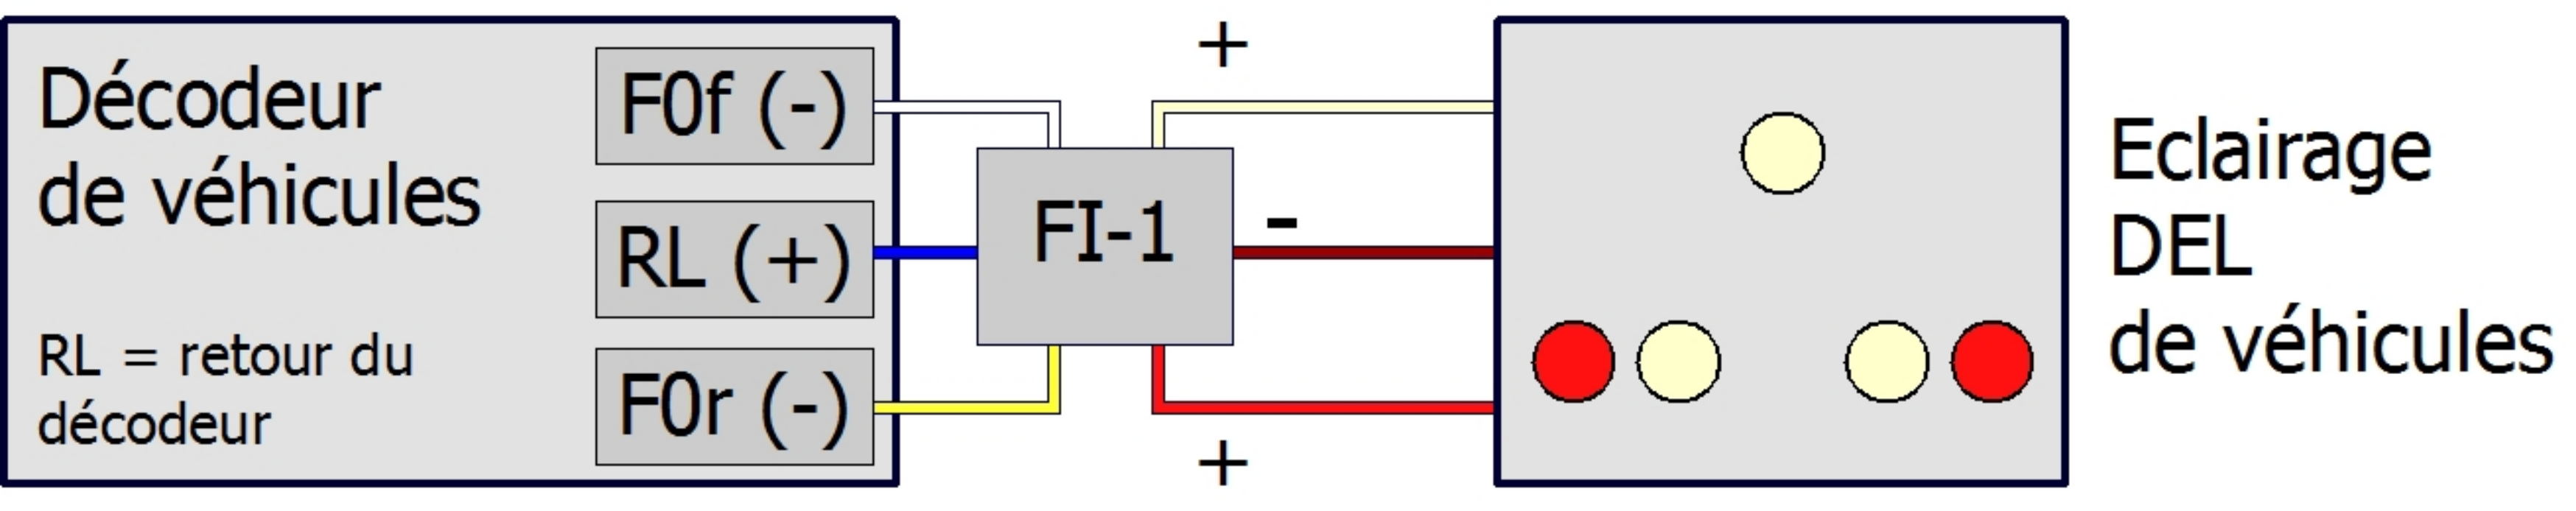 Décodeur
de véhicules
RL = retour du
décodeur
F0f (-)
RL (+)
F0r (-)
FI-1
+
-
+
Eclairage
DEL
de véhicules